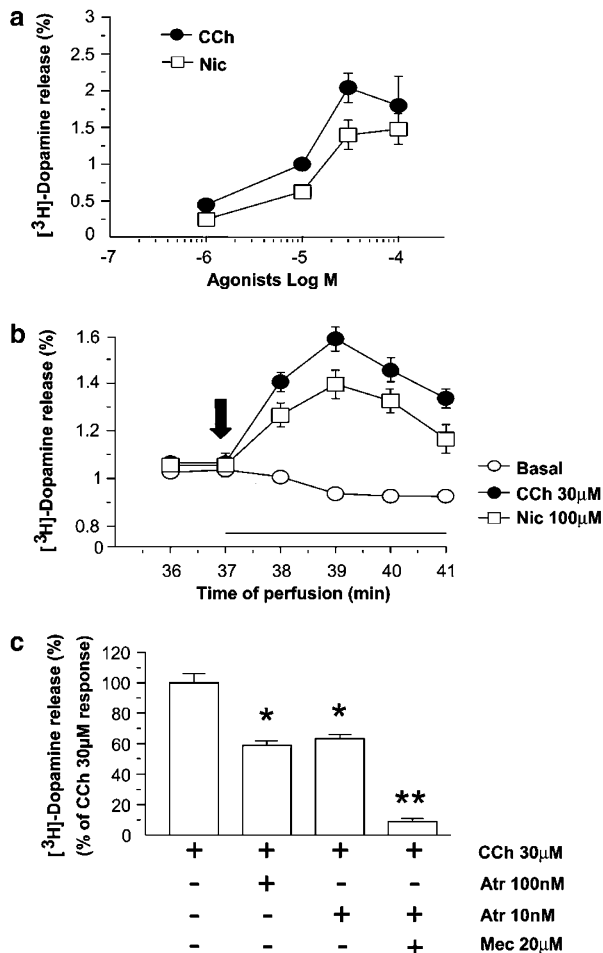 a
[³H]-Dopamine release (%)
3
2.5
2
1.5
1
0.5
0
CCh
Nic
-7
-6
-5
-4
Agonists Log M
b
[³H]-Dopamine release (%)
1.6
1.4
1.2
1
0.8
0
36
37
38
39
40
41
Time of perfusion (min)
Basal
CCh 30µM
Nic 100µM
c
[³H]-Dopamine release (%)
(% of CCh 30µM response)
120
100
80
60
40
20
0
*
*
**
+ + + + CCh 30µM
- + - - Atr 100nM
- - + + Atr 10nM
- - - + Mec 20µM